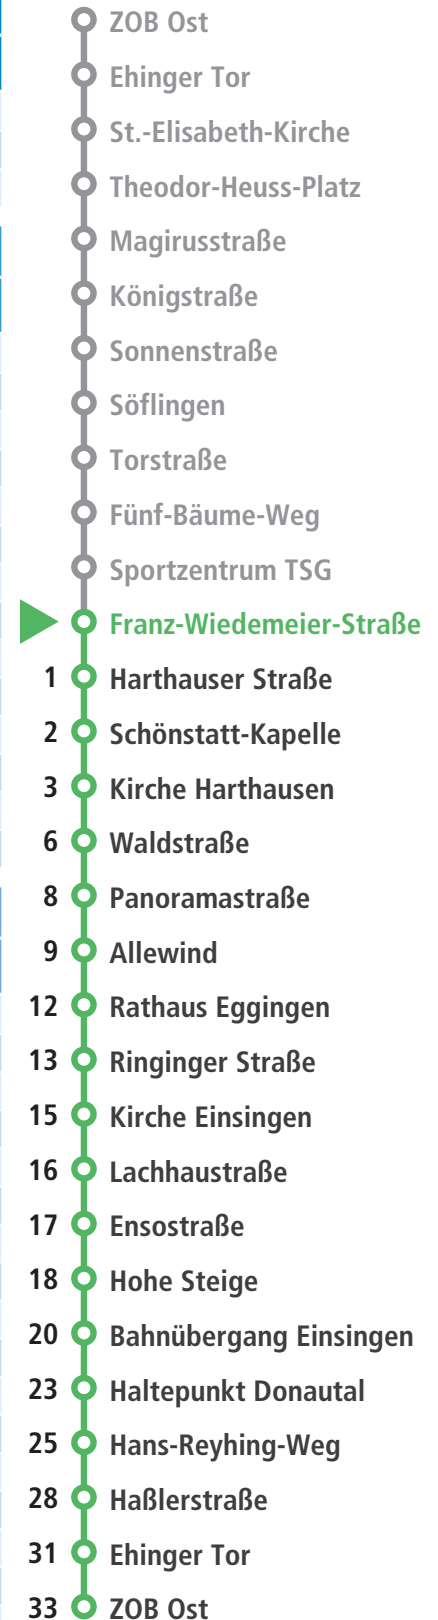 ZOB Ost
Ehinger Tor
St.-Elisabeth-Kirche
Theodor-Heuss-Platz
Magirusstraße
Königstraße
Sonnenstraße
Söflingen
Torstraße
Fünf-Bäume-Weg
Sportzentrum TSG
Franz-Wiedemeier-Straße
1 Harthauser Straße
2 Schönstatt-Kapelle
3 Kirche Harthausen
6 Waldstraße
8 Panoramastraße
9 Allewind
12 Rathaus Eggingen
13 Ringinger Straße
15 Kirche Einsingen
16 Lachhaustraße
17 Ensostraße
18 Hohe Steige
20 Bahnübergang Einsingen
23 Haltepunkt Donautal
25 Hans-Reyhing-Weg
28 Haßlerstraße
31 Ehinger Tor
33 ZOB Ost